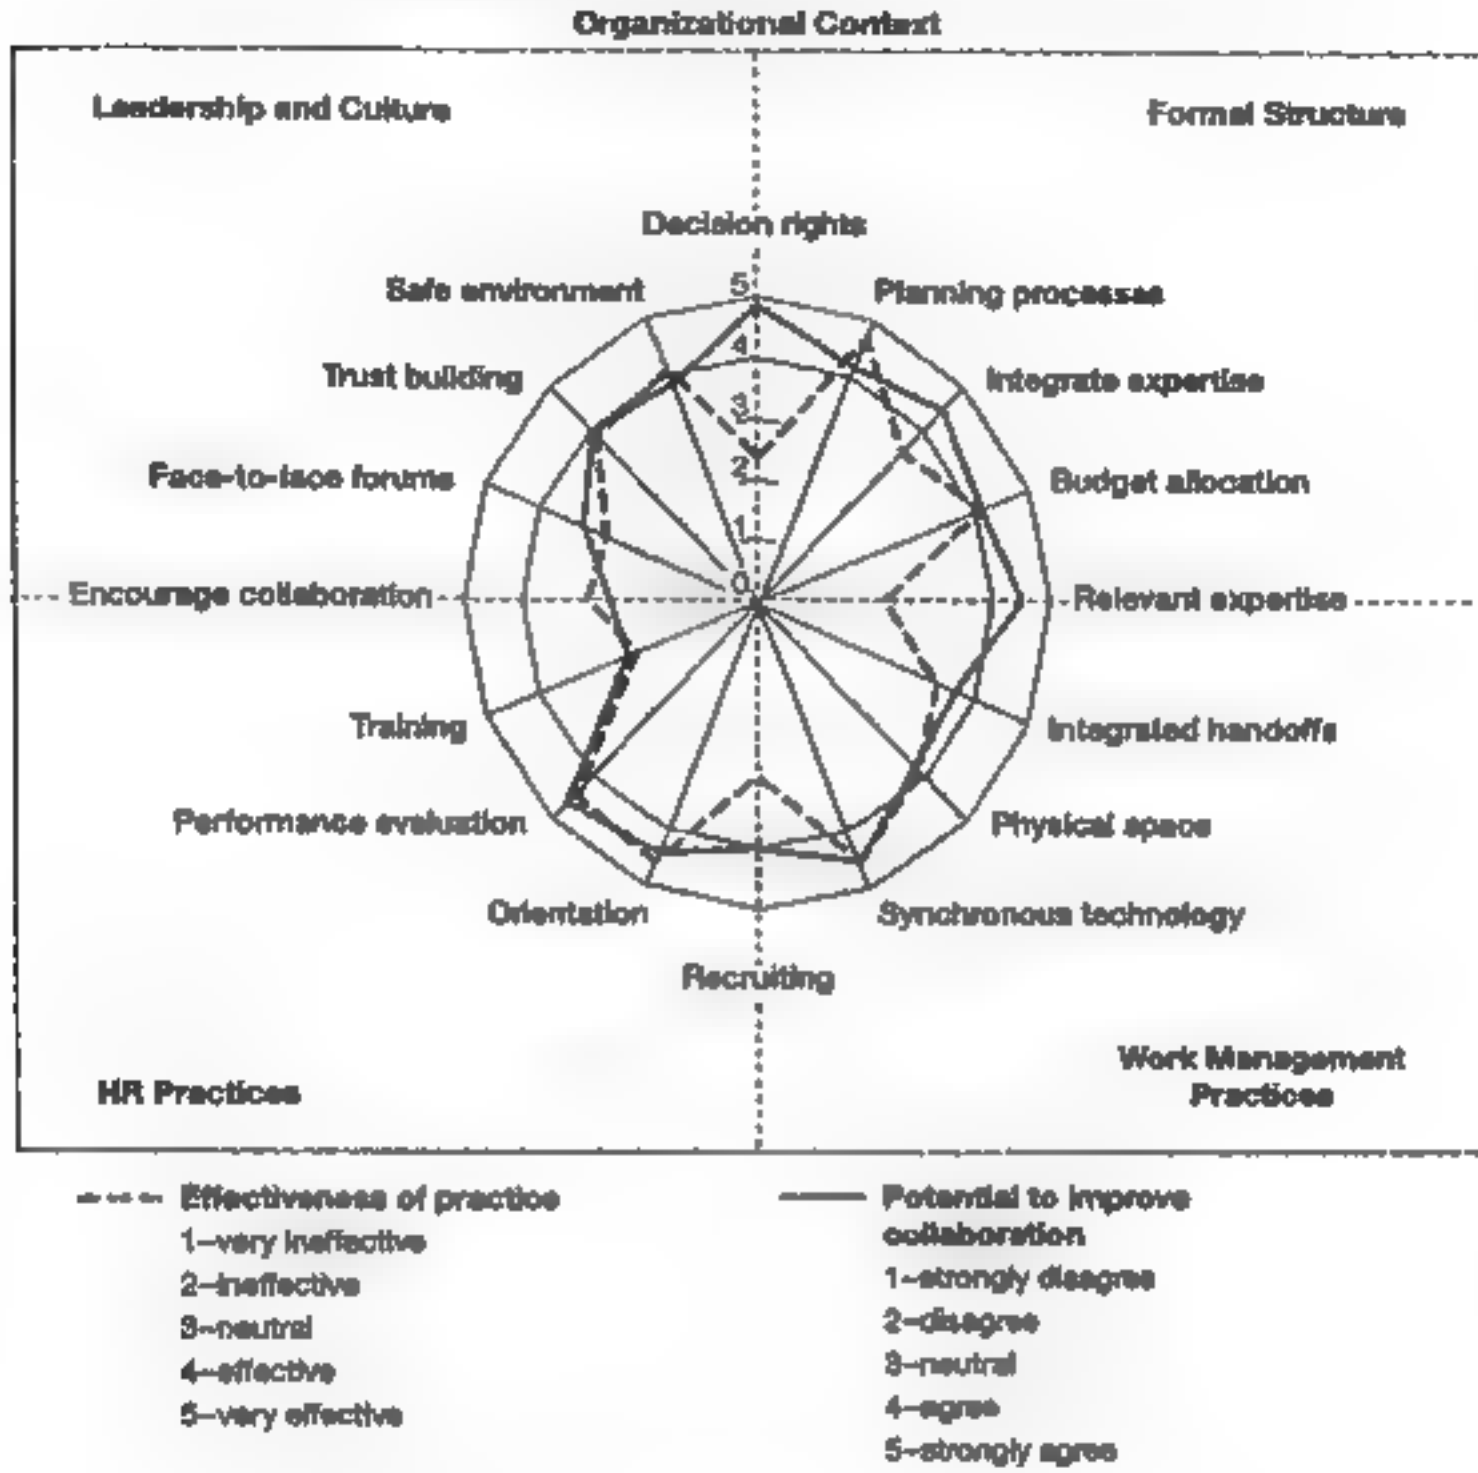 Organizational Context
Leadership and Culture
Formal Structure
Decision rights
Safe environment
Planning processes
Trust building
Integrate expertise
Face-to-face forums
Budget allocation
Encourage collaboration
Relevant expertise
Training
Integrated handoffs
Performance evaluation
Physical space
Orientation
Synchronous technology
Recruiting
5
4
3
2
1
0
HR Practices
Work Management
Practices
Effectiveness of practice
1–very ineffective
2–ineffective
3–neutral
4–effective
5–very effective
Potential to improve
collaboration
1–strongly disagree
2–disagree
3–neutral
4–agree
5–strongly agree